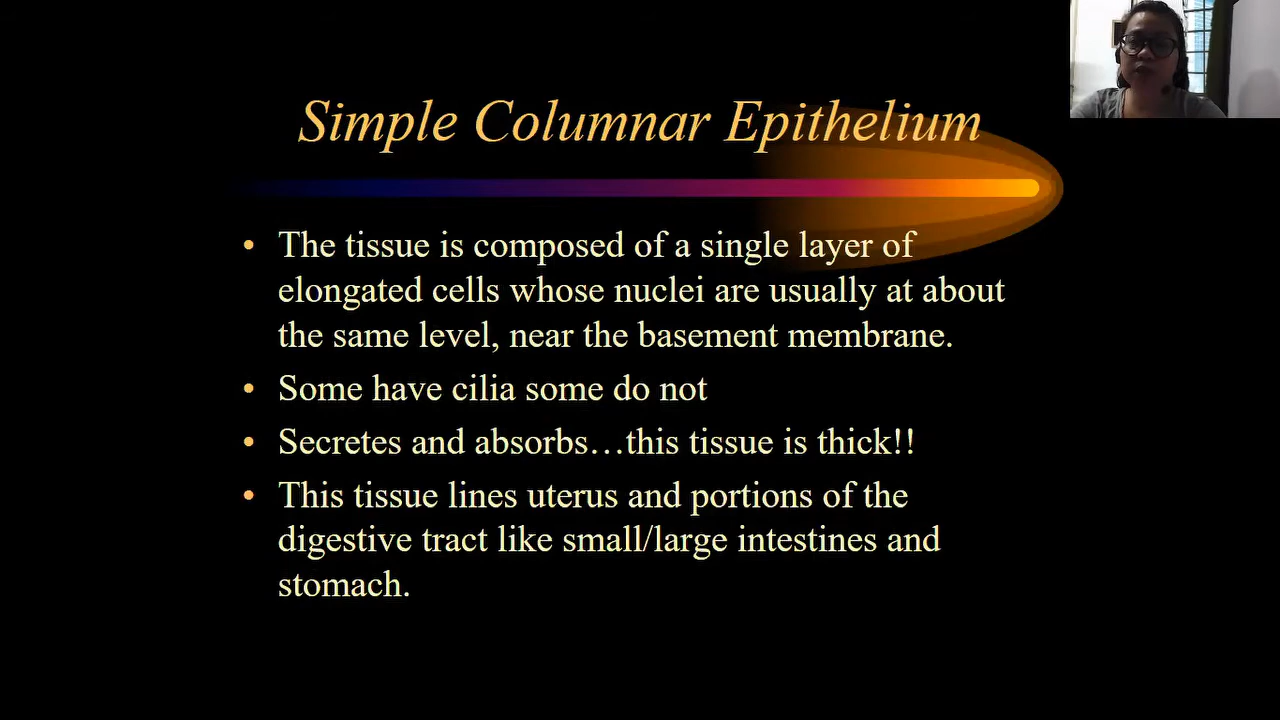 Simple Columnar Epithelium
• The tissue is composed of a single layer of
elongated cells whose nuclei are usually at about
the same level, near the basement membrane.
• Some have cilia some do not
• Secretes and absorbs…this tissue is thick!!
• This tissue lines uterus and portions of the
digestive tract like small/large intestines and
stomach.